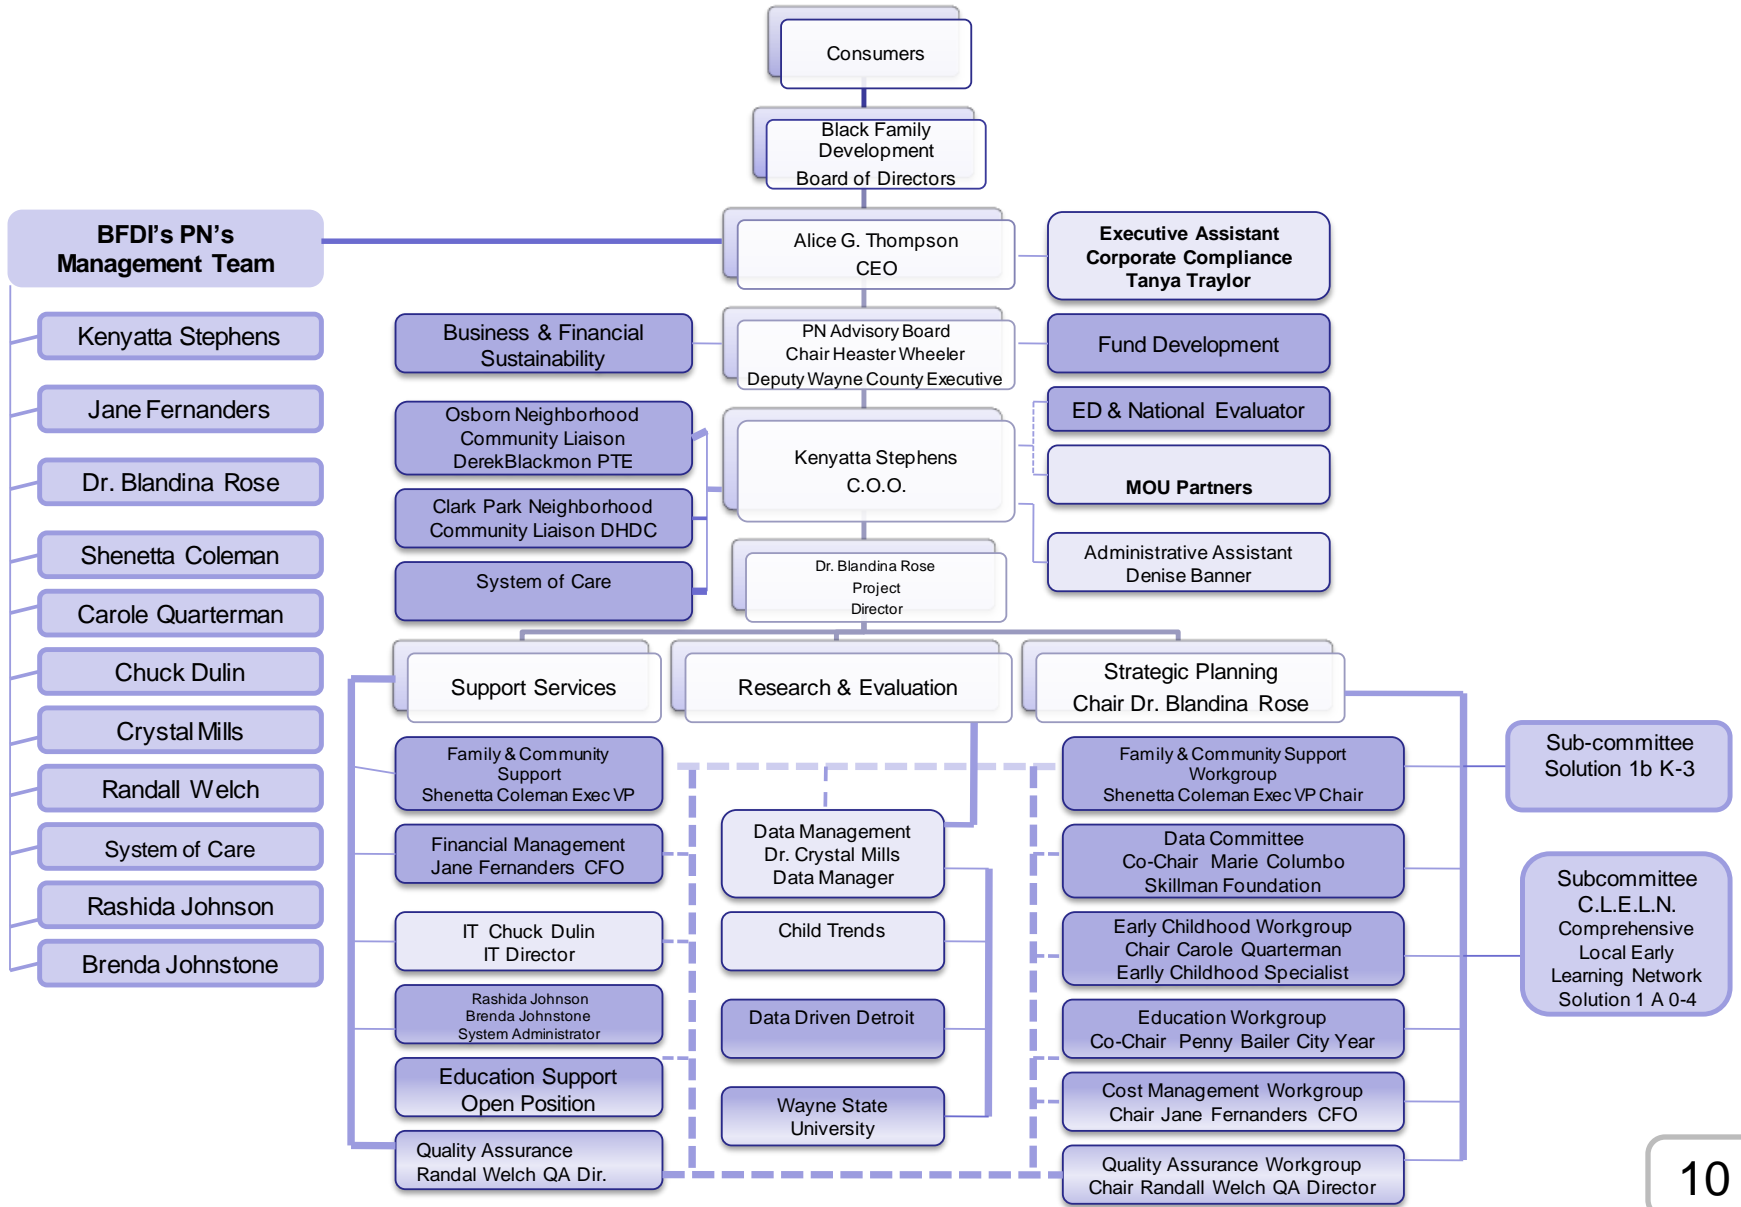 Consumers
Black Family
Development
Board of Directors
BFDI's PN's
Management Team
Alice G. Thompson
CEO
Executive Assistant
Corporate Compliance
Tanya Traylor
Kenyatta Stephens
Jane Fernanders
Dr. Blandina Rose
Shenetta Coleman
Carole Quarterman
Chuck Dulin
Crystal Mills
Randall Welch
System of Care
Rashida Johnson
Brenda Johnstone
Business & Financial
Sustainability
PN Advisory Board
Chair Heaster Wheeler
Deputy Wayne County Executive
Fund Development
Osborn Neighborhood
Community Liaison
DerekBlackmon PTE
Clark Park Neighborhood
Community Liaison DHDC
System of Care
Kenyatta Stephens
C.O.O.
ED & National Evaluator
MOU Partners
Administrative Assistant
Denise Banner
Dr. Blandina Rose
Project
Director
Support Services
Research & Evaluation
Strategic Planning
Chair Dr. Blandina Rose
Family & Community
Support
Shenetta Coleman Exec VP
Financial Management
Jane Fernanders CFO
IT Chuck Dulin
IT Director
Rashida Johnson
Brenda Johnstone
System Administrator
Education Support
Open Position
Quality Assurance
Randal Welch QA Dir.
Data Management
Dr. Crystal Mills
Data Manager
Child Trends
Data Driven Detroit
Wayne State
University
Family & Community Support
Workgroup
Shenetta Coleman Exec VP Chair
Data Committee
Co-Chair Marie Columbo
Skillman Foundation
Early Childhood Workgroup
Chair Carole Quarterman
Earlly Childhood Specialist
Education Workgroup
Co-Chair Penny Bailer City Year
Cost Management Workgroup
Chair Jane Fernanders CFO
Quality Assurance Workgroup
Chair Randall Welch QA Director
Sub-committee
Solution 1b K-3
Subcommittee
C.L.E.L.N.
Comprehensive
Local Early
Learning Network
Solution 1 A 0-4
10